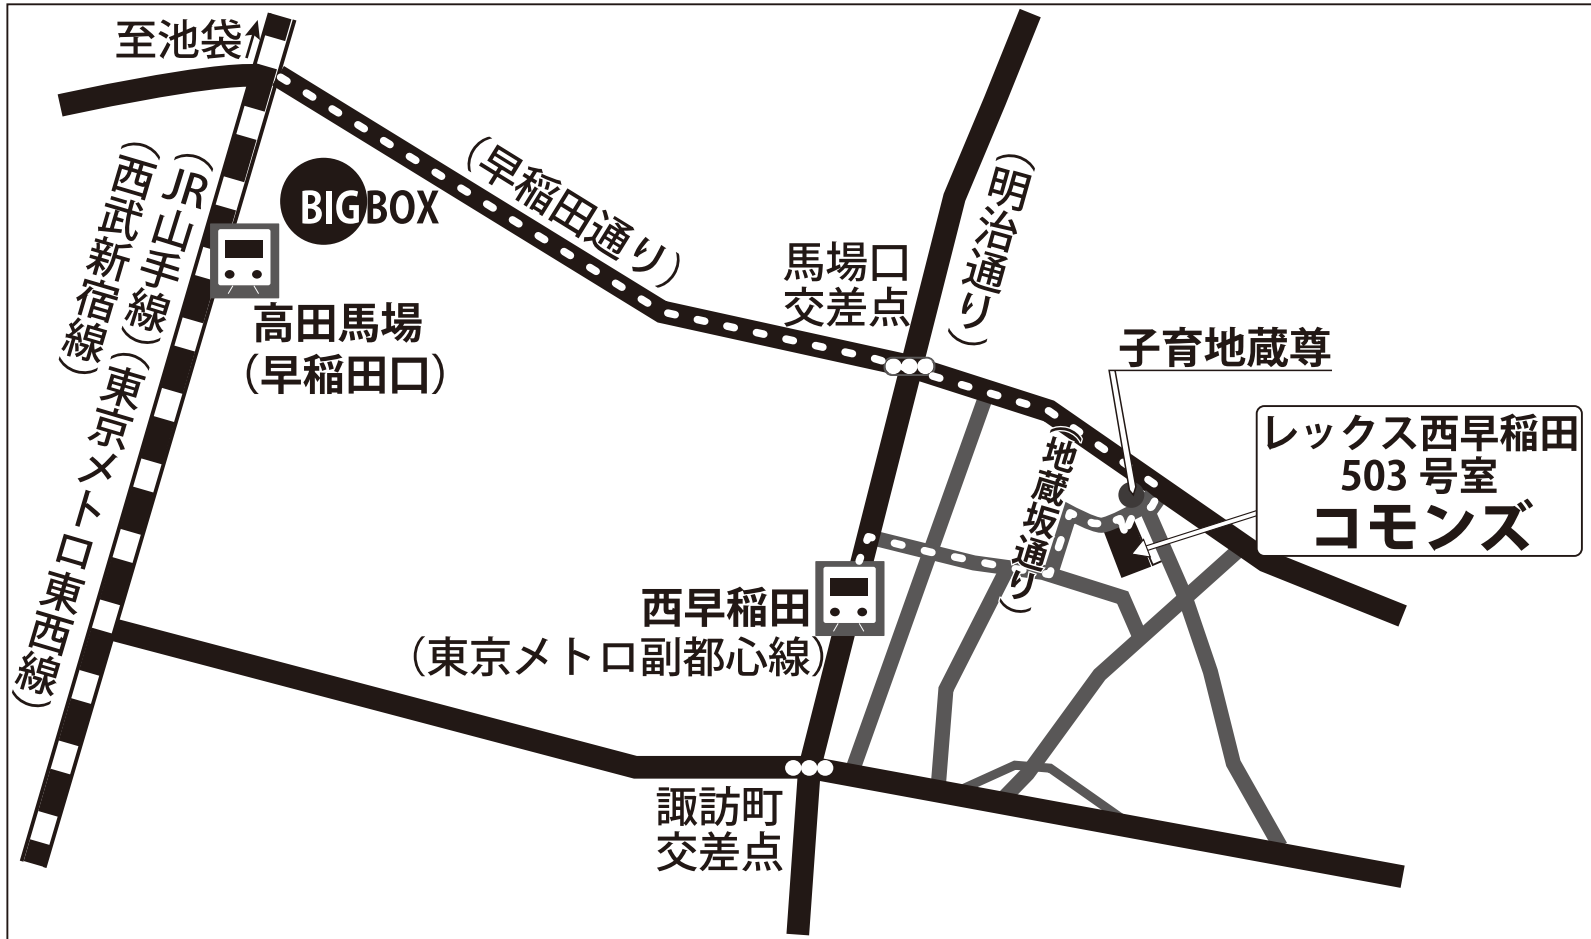 至池袋
（西武新宿線）
（JR山手線）
（東京メトロ東西線）
BIGBOX
高田馬場
（早稲田口）
（早稲田通り）
馬場口
交差点
（明治通り）
子育地蔵尊
レックス西早稲田
503 号室
コモンズ
（地蔵坂通り）
西早稲田
（東京メトロ副都心線）
諏訪町
交差点